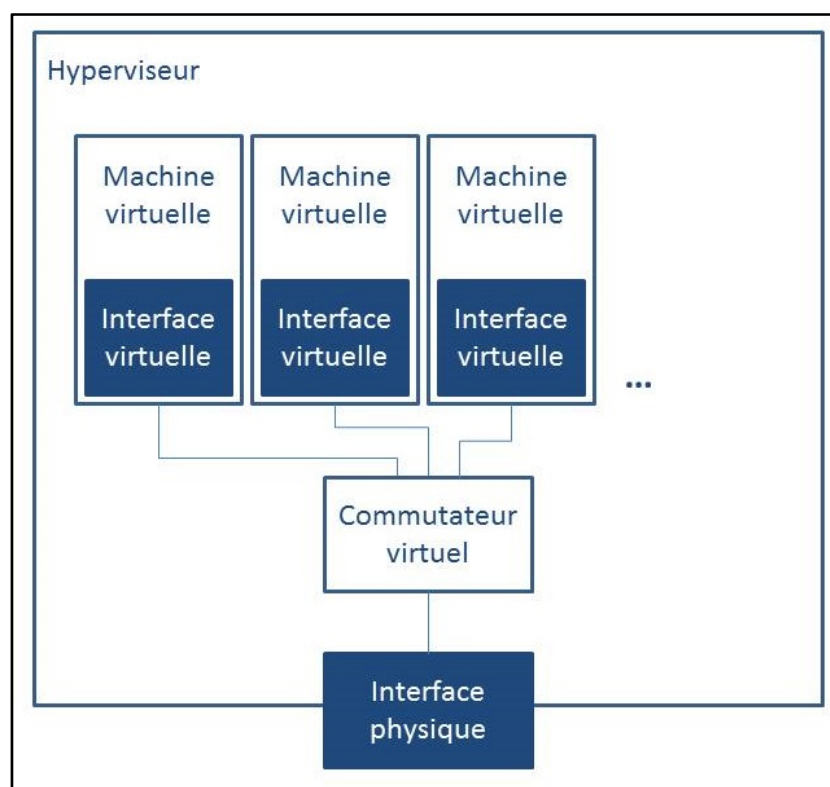 Hyperviseur
Machine
virtuelle
Interface
virtuelle
Machine
virtuelle
Interface
virtuelle
Machine
virtuelle
Interface
virtuelle
...
Commutateur
virtuel
Interface
physique